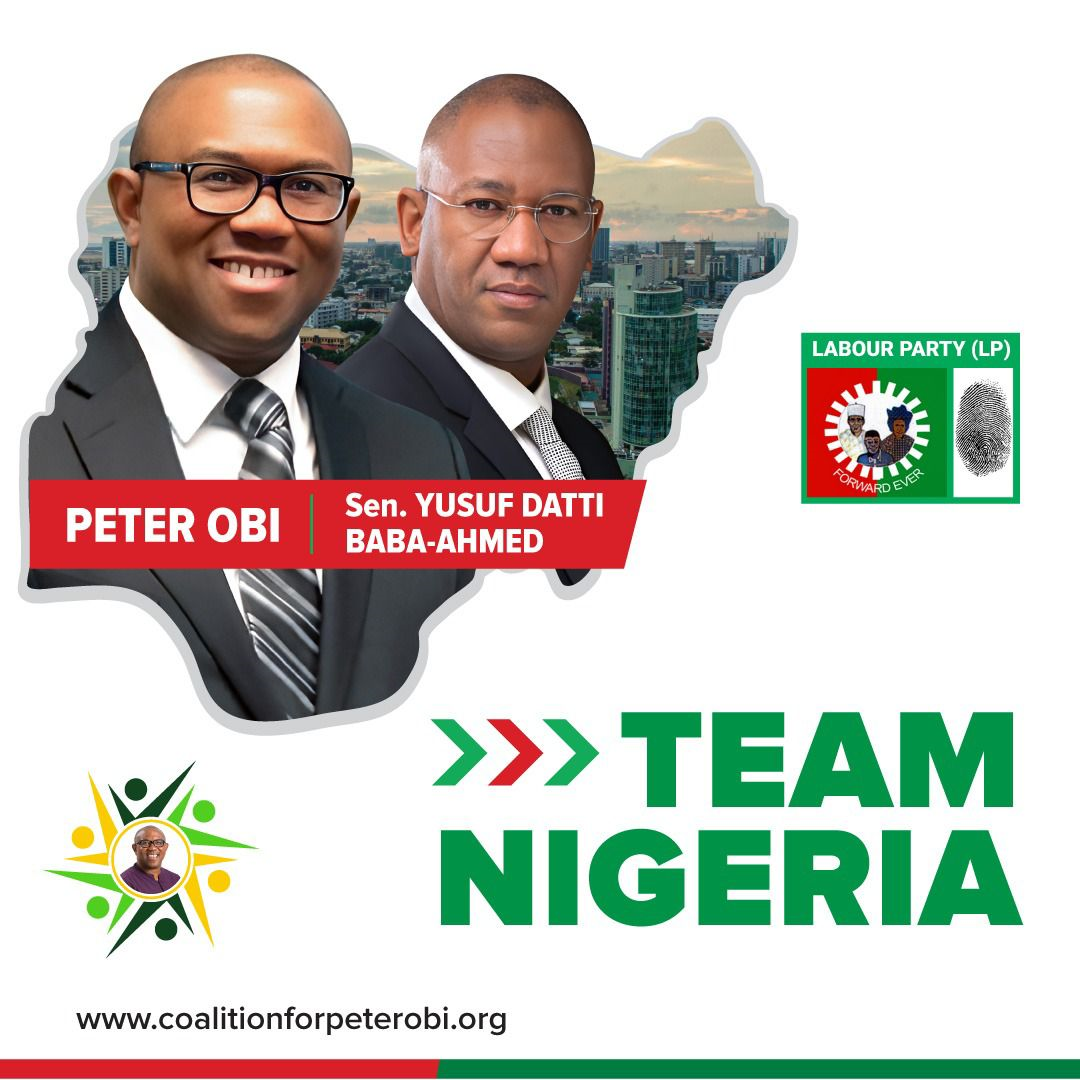 LABOUR PARTY (LP)
FORWARD EVER
PETER OBI
Sen. YUSUF DATTI
BABA-AHMED
TEAM
NIGERIA
www.coalitionforpeterobi.org